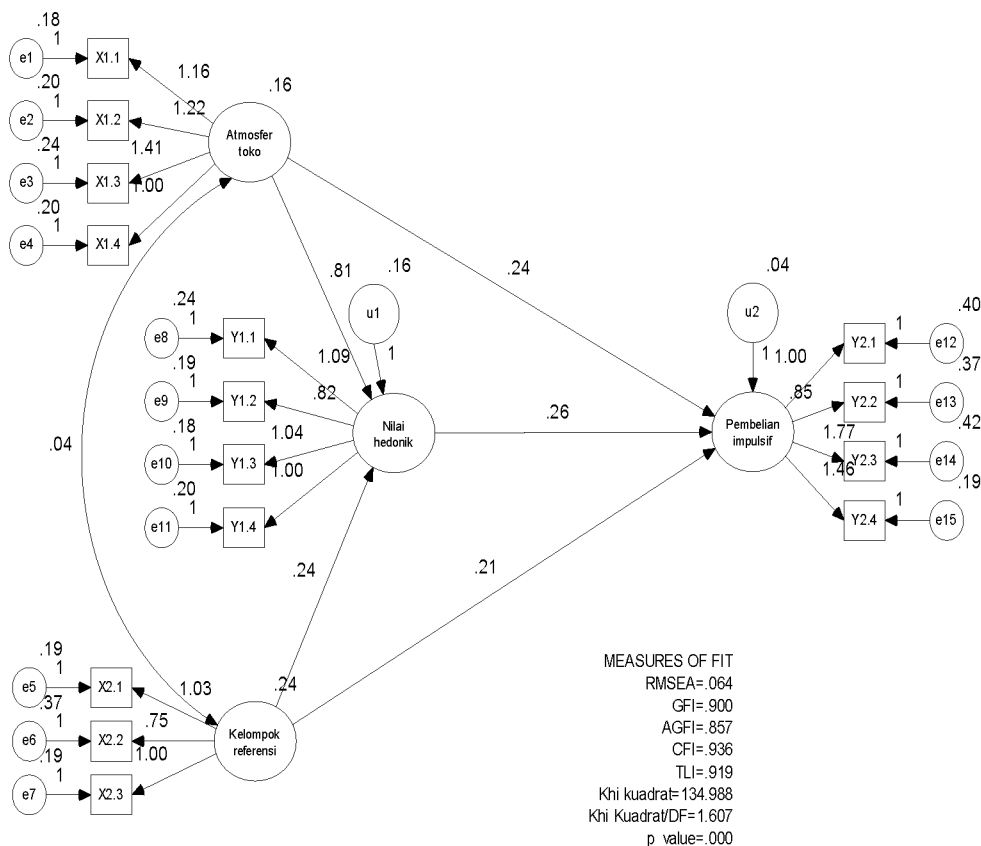 .18
1
e1
X1.1
.20
1
e2
X1.2
.24
1
e3
X1.3
.20
1
e4
X1.4
1.16
1.22
1.41
1.00
.16
Atmosfer
toko
.81
.24
.16
u1
1
.04
u2
1
.24
1
e8
Y1.1
.19
1
e9
Y1.2
.18
1
e10
Y1.3
.20
1
e11
Y1.4
1.09
.82
1.04
1.00
Nilai
hedonik
.26
Pembelian
impulsif
1.00
.85
1.77
1.46
Y2.1
1
e12
.40
Y2.2
1
e13
.37
Y2.3
1
e14
.42
Y2.4
1
e15
.19
.04
.24
.21
.19
1
e5
X2.1
.37
1
e6
X2.2
.19
1
e7
X2.3
1.03
.75
1.00
.24
Kelompok
referensi
MEASURES OF FIT
RMSEA=.064
GFI=.900
AGFI=.857
CFI=.936
TLI=.919
Khi kuadrat=134.988
Khi Kuadrat/DF=1.607
p value=.000